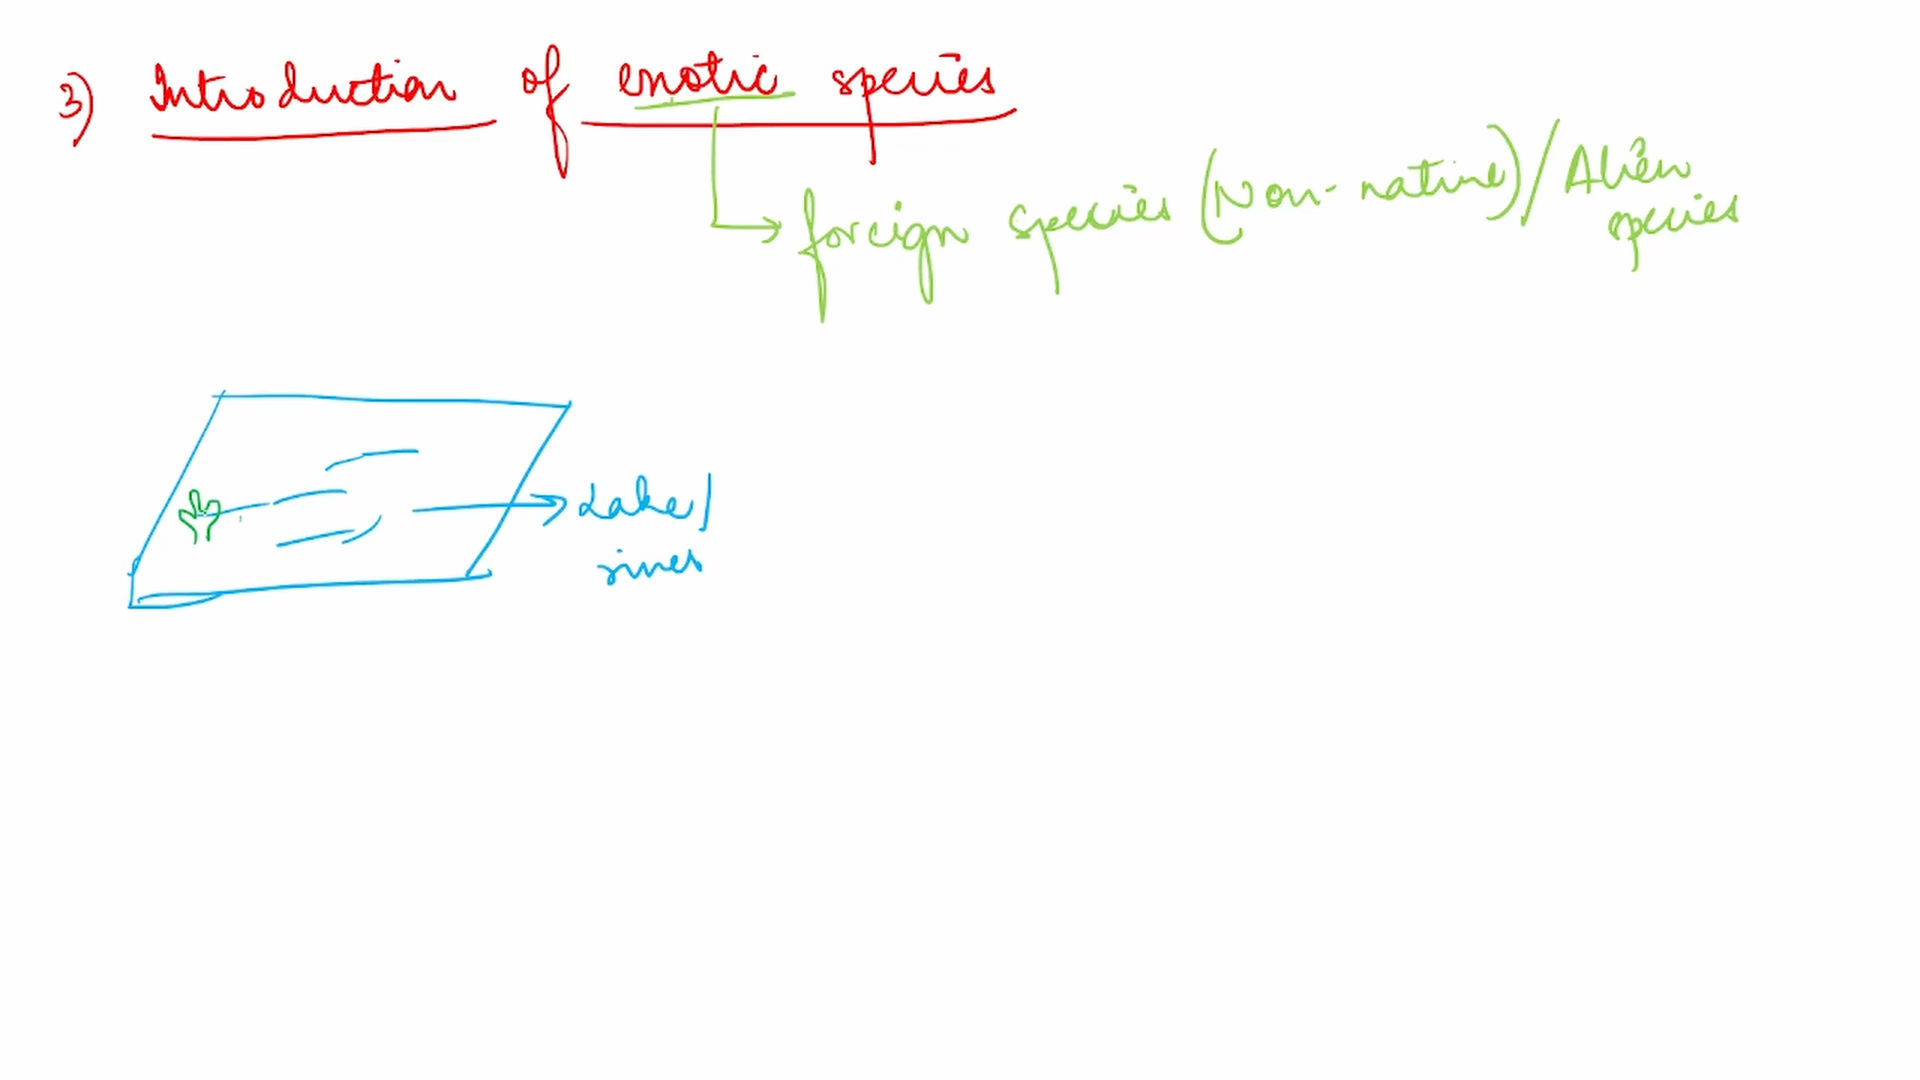 3) Introduction of exotic species
foreign species (Non-native)/Alien
species
Lake/
river